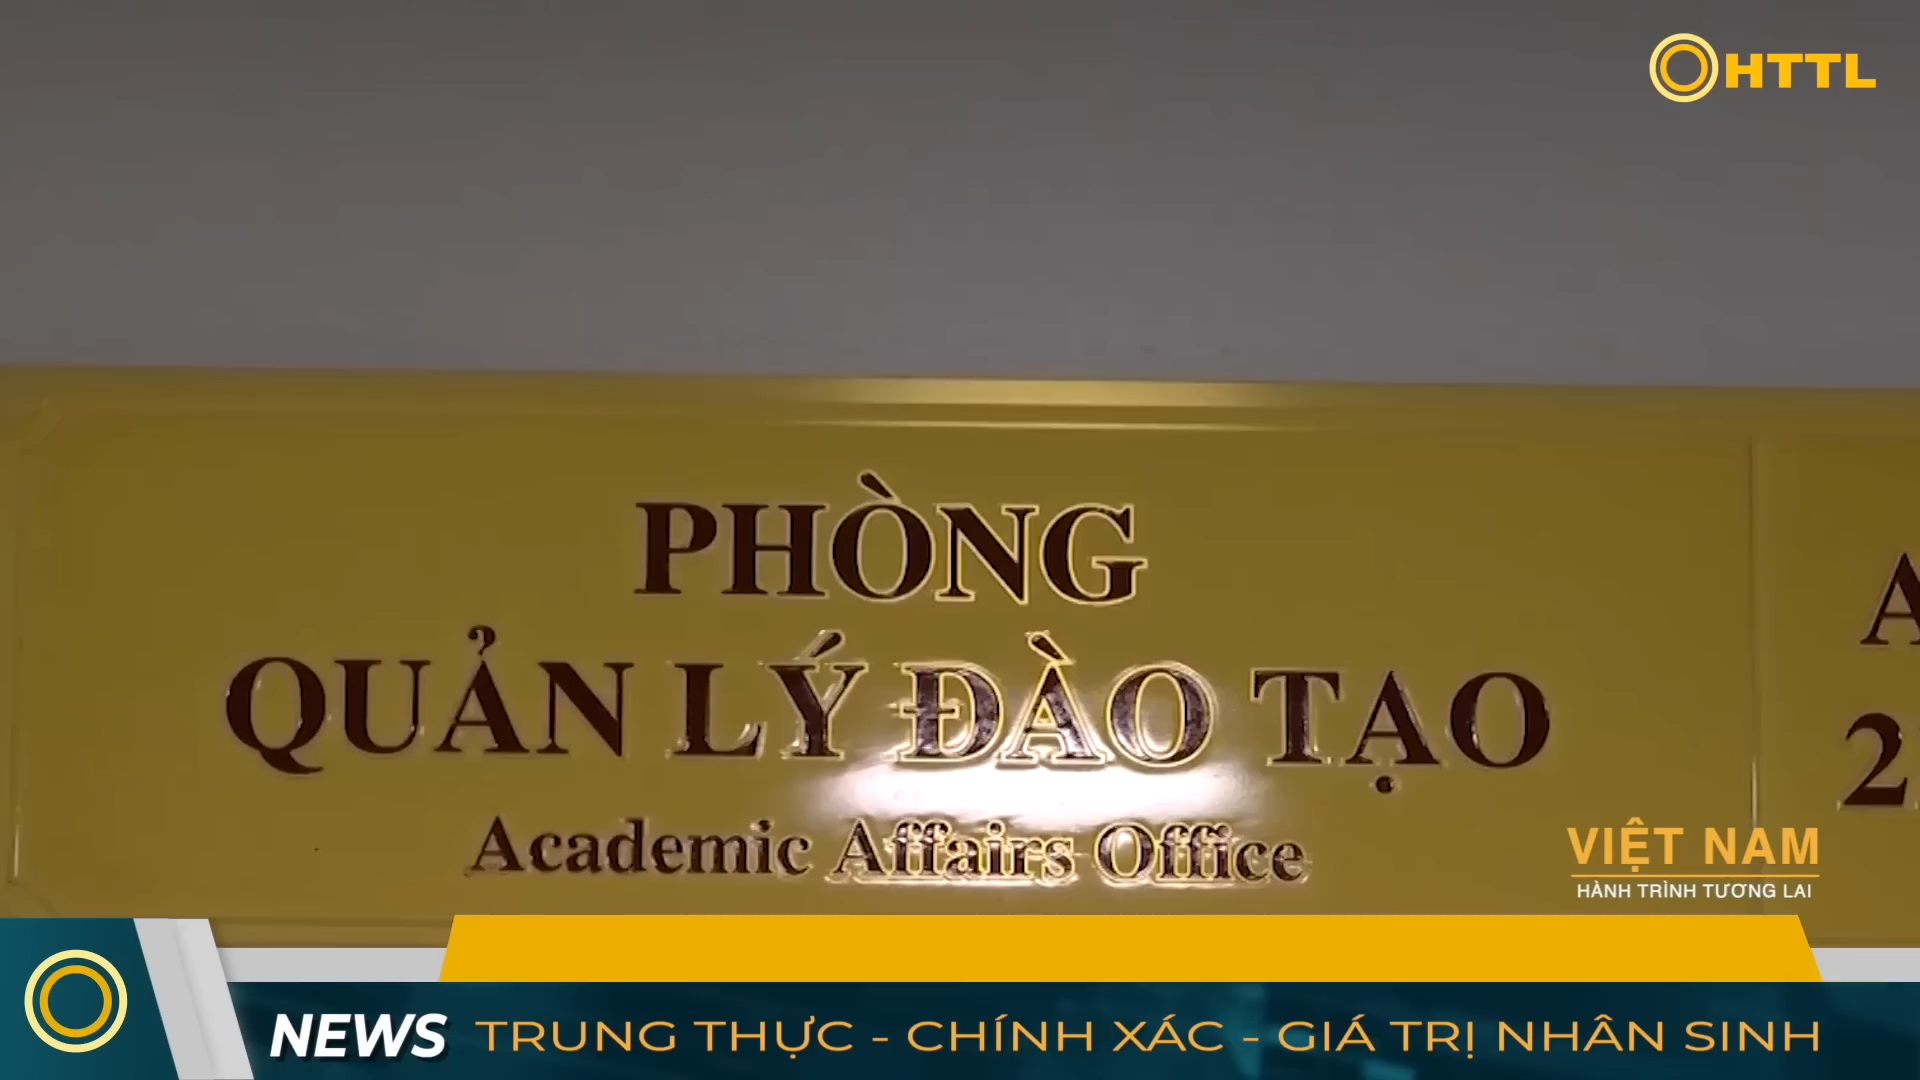 HTTL
PHÒNG
QUẢN LÝ ĐÀO TẠO
Academic Affairs Office
A
2
VIỆT NAM
HÀNH TRÌNH TƯƠNG LAI
NEWS TRUNG THỰC - CHÍNH XÁC - GIÁ TRỊ NHÂN SINH